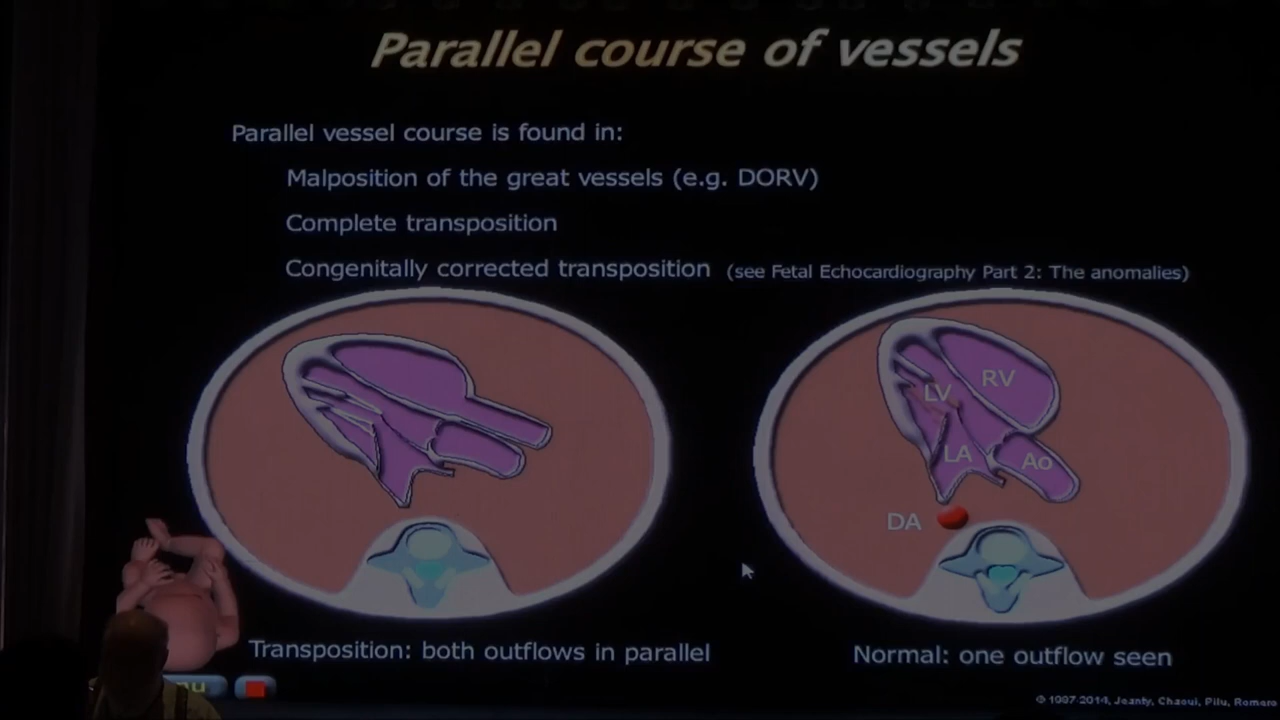 Parallel course of vessels
Parallel vessel course is found in:
Malposition of the great vessels (e.g. DORV)
Complete transposition
Congenitally corrected transposition (see Fetal Echocardiography Part 2: The anomalies)
LV
RV
LA
Ao
DA
Transposition: both outflows in parallel
Normal: one outflow seen
© 1997-2014, Jeanty, Chaoui, Pilu, Romero